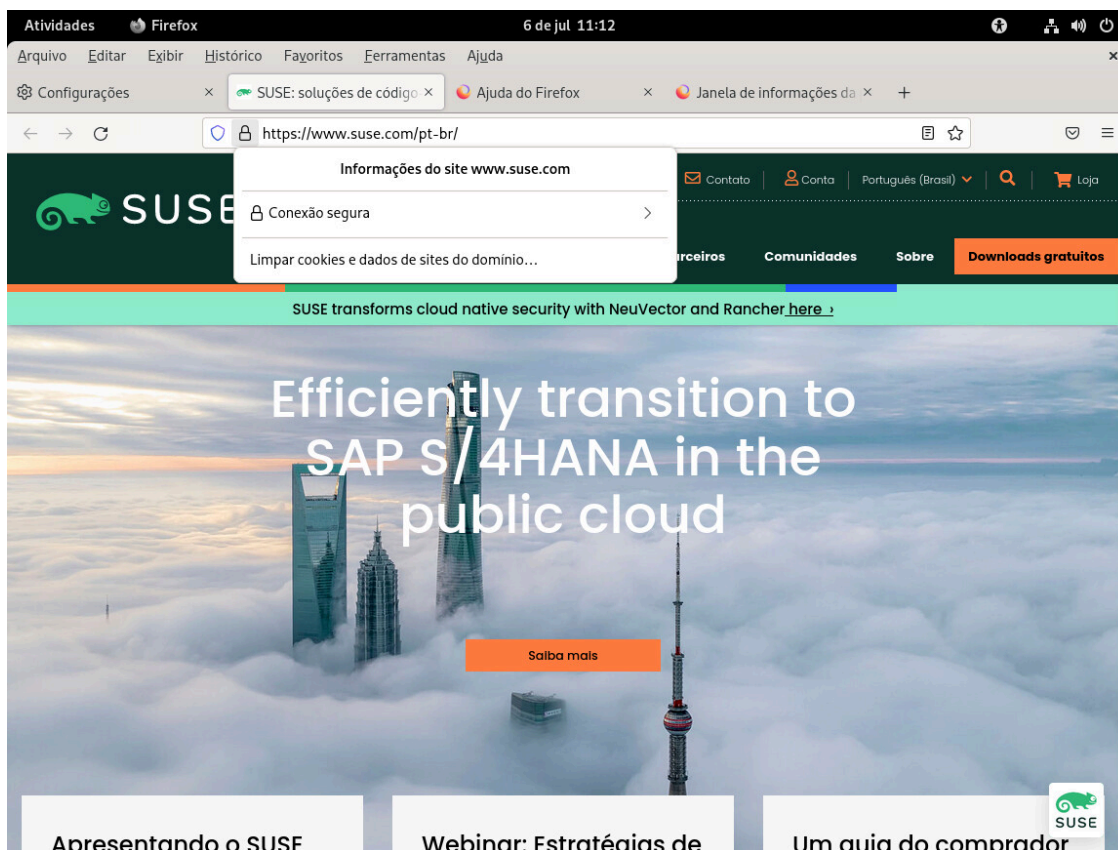 Atividades Firefox 6 de jul 11:12
Arquivo Editar Exibir Histórico Favoritos Ferramentas Ajuda
Configurações SUSE: soluções de código Ajuda do Firefox Janela de informações da
https://www.suse.com/pt-br/
Informações do site www.suse.com
Conexão segura
Limpar cookies e dados de sites do domínio…
Contato Conta Português (Brasil) Loja
SUSE
rceiros Comunidades Sobre Downloads gratuitos
SUSE transforms cloud native security with NeuVector and Rancher here ›
Efficiently transition to
SAP S/4HANA in the
public cloud
Saiba mais
SUSE
Apresentando o SUSE Webinar: Estratégias de Um guia do comprador